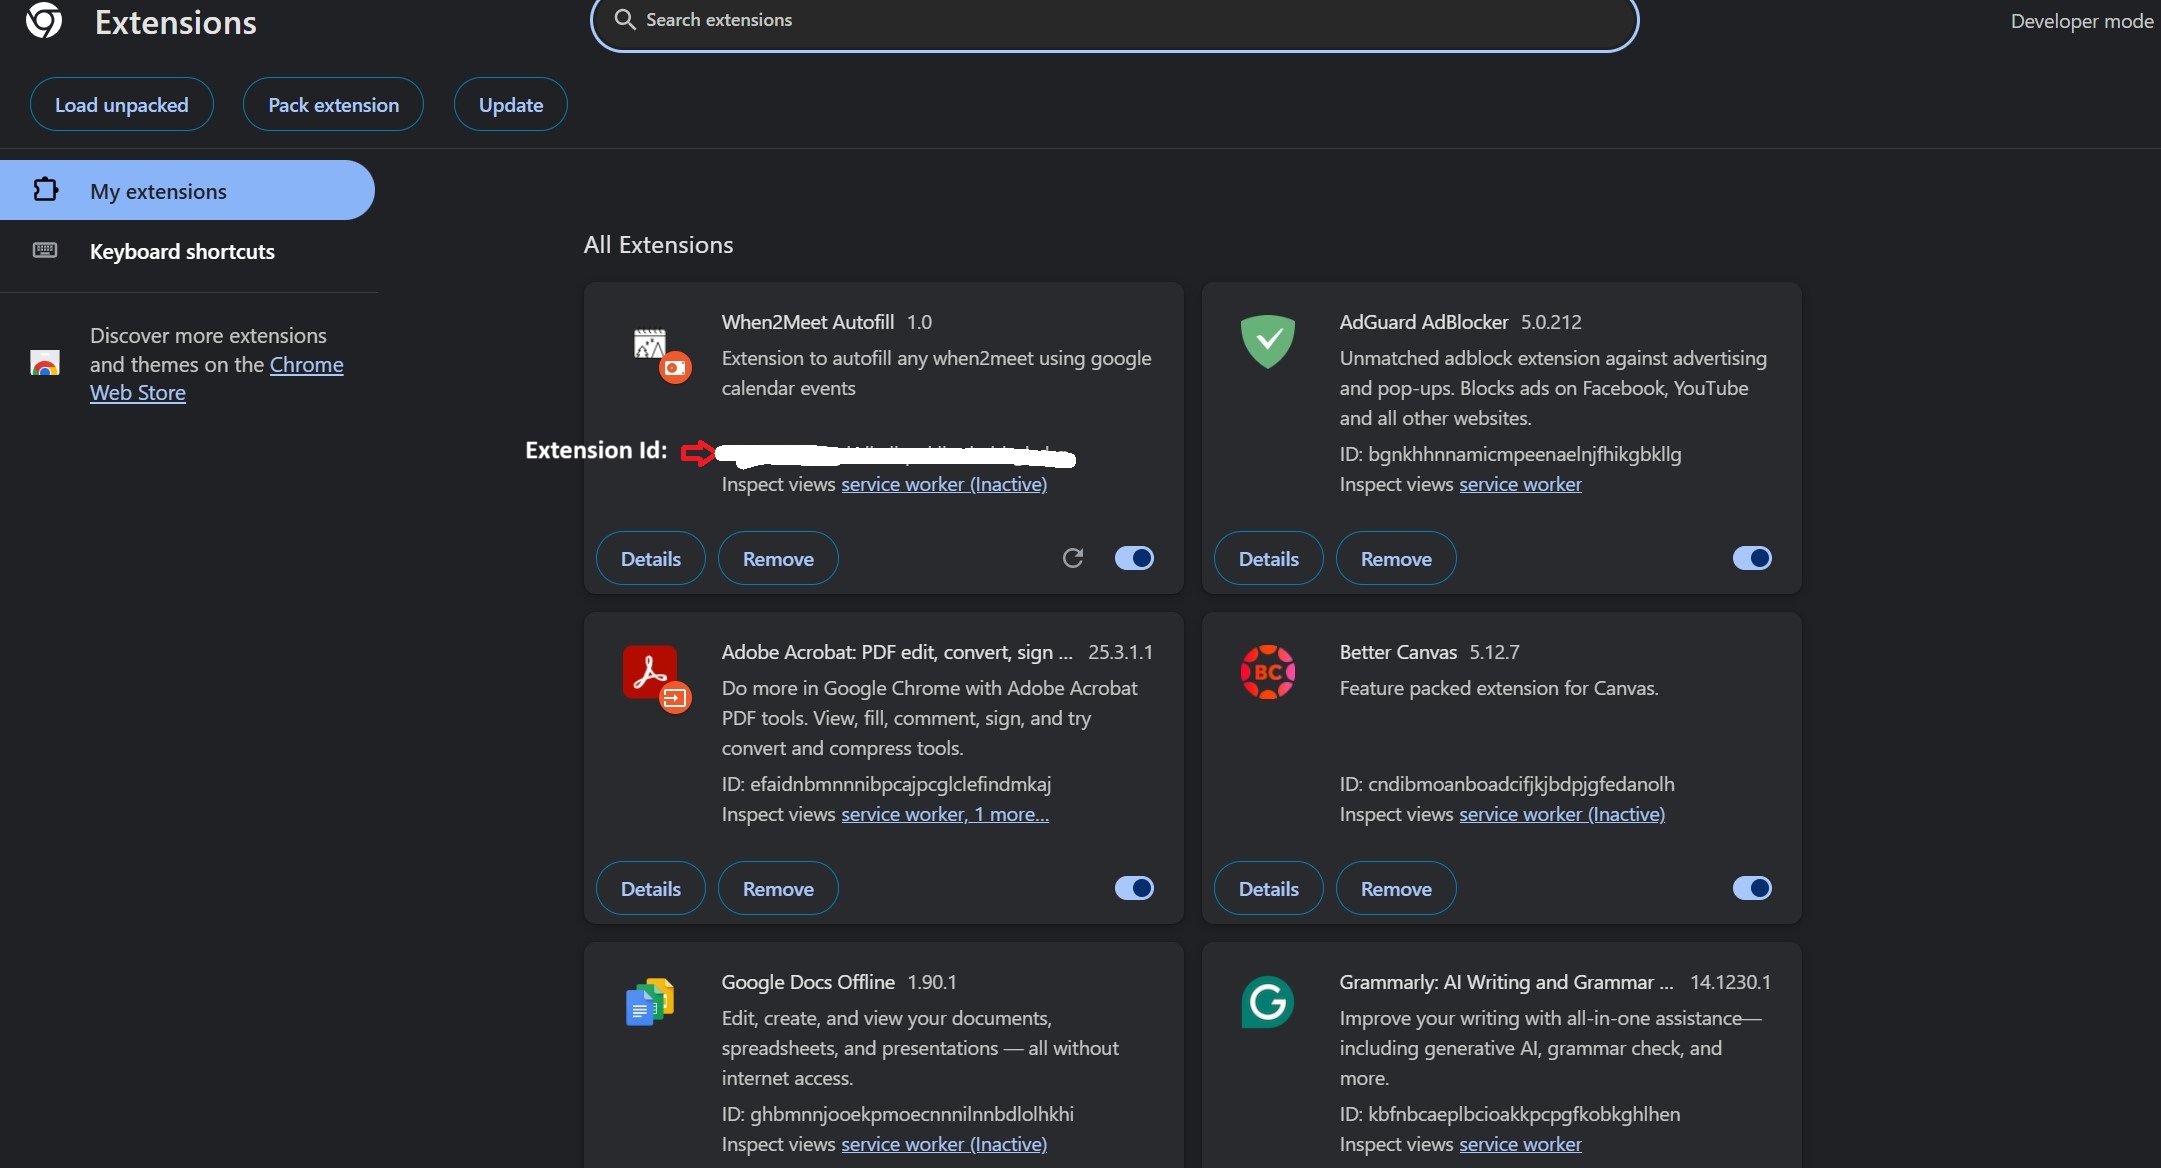 Extensions
Search extensions
Developer mode
Load unpacked
Pack extension
Update
My extensions
Keyboard shortcuts
Discover more extensions
and themes on the Chrome
Web Store
All Extensions
When2Meet Autofill 1.0
Extension to autofill any when2meet using google
calendar events
Extension Id:
Inspect views service worker (Inactive)
Details
Remove
AdGuard AdBlocker 5.0.212
Unmatched adblock extension against advertising
and pop-ups. Blocks ads on Facebook, YouTube
and all other websites.
ID: bgnkhhnnamicmpeenaelnjfhikgbkllg
Inspect views service worker
Details
Remove
Adobe Acrobat: PDF edit, convert, sign ... 25.3.1.1
Do more in Google Chrome with Adobe Acrobat
PDF tools. View, fill, comment, sign, and try
convert and compress tools.
ID: efaidnbmnnnibpcajpcglclefindmkaj
Inspect views service worker, 1 more...
Details
Remove
BC
Better Canvas 5.12.7
Feature packed extension for Canvas.
ID: cndibmoanboadcifjkjbdpjgfedanolh
Inspect views service worker (Inactive)
Details
Remove
Google Docs Offline 1.90.1
Edit, create, and view your documents,
spreadsheets, and presentations — all without
internet access.
ID: ghbmnnjooekpmoecnnnilnnbdlolhkhi
Inspect views service worker (Inactive)
G
Grammarly: AI Writing and Grammar ... 14.1230.1
Improve your writing with all-in-one assistance—
including generative AI, grammar check, and
more.
ID: kbfnbcaeplbcioakkpcpgfkobkghlhen
Inspect views service worker